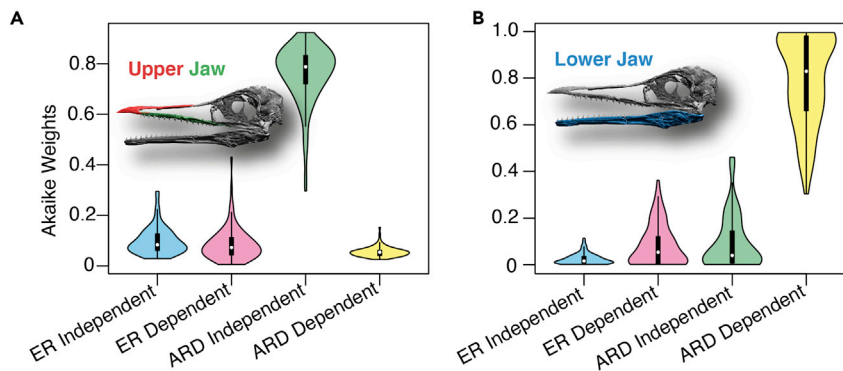 A
Akaike Weights
0.8
0.6
0.4
0.2
0
Upper Jaw
ER Independent
ER Dependent
ARD Independent
ARD Dependent
B
1.0
0.8
0.6
0.4
0.2
0
Lower Jaw
ER Independent
ER Dependent
ARD Independent
ARD Dependent